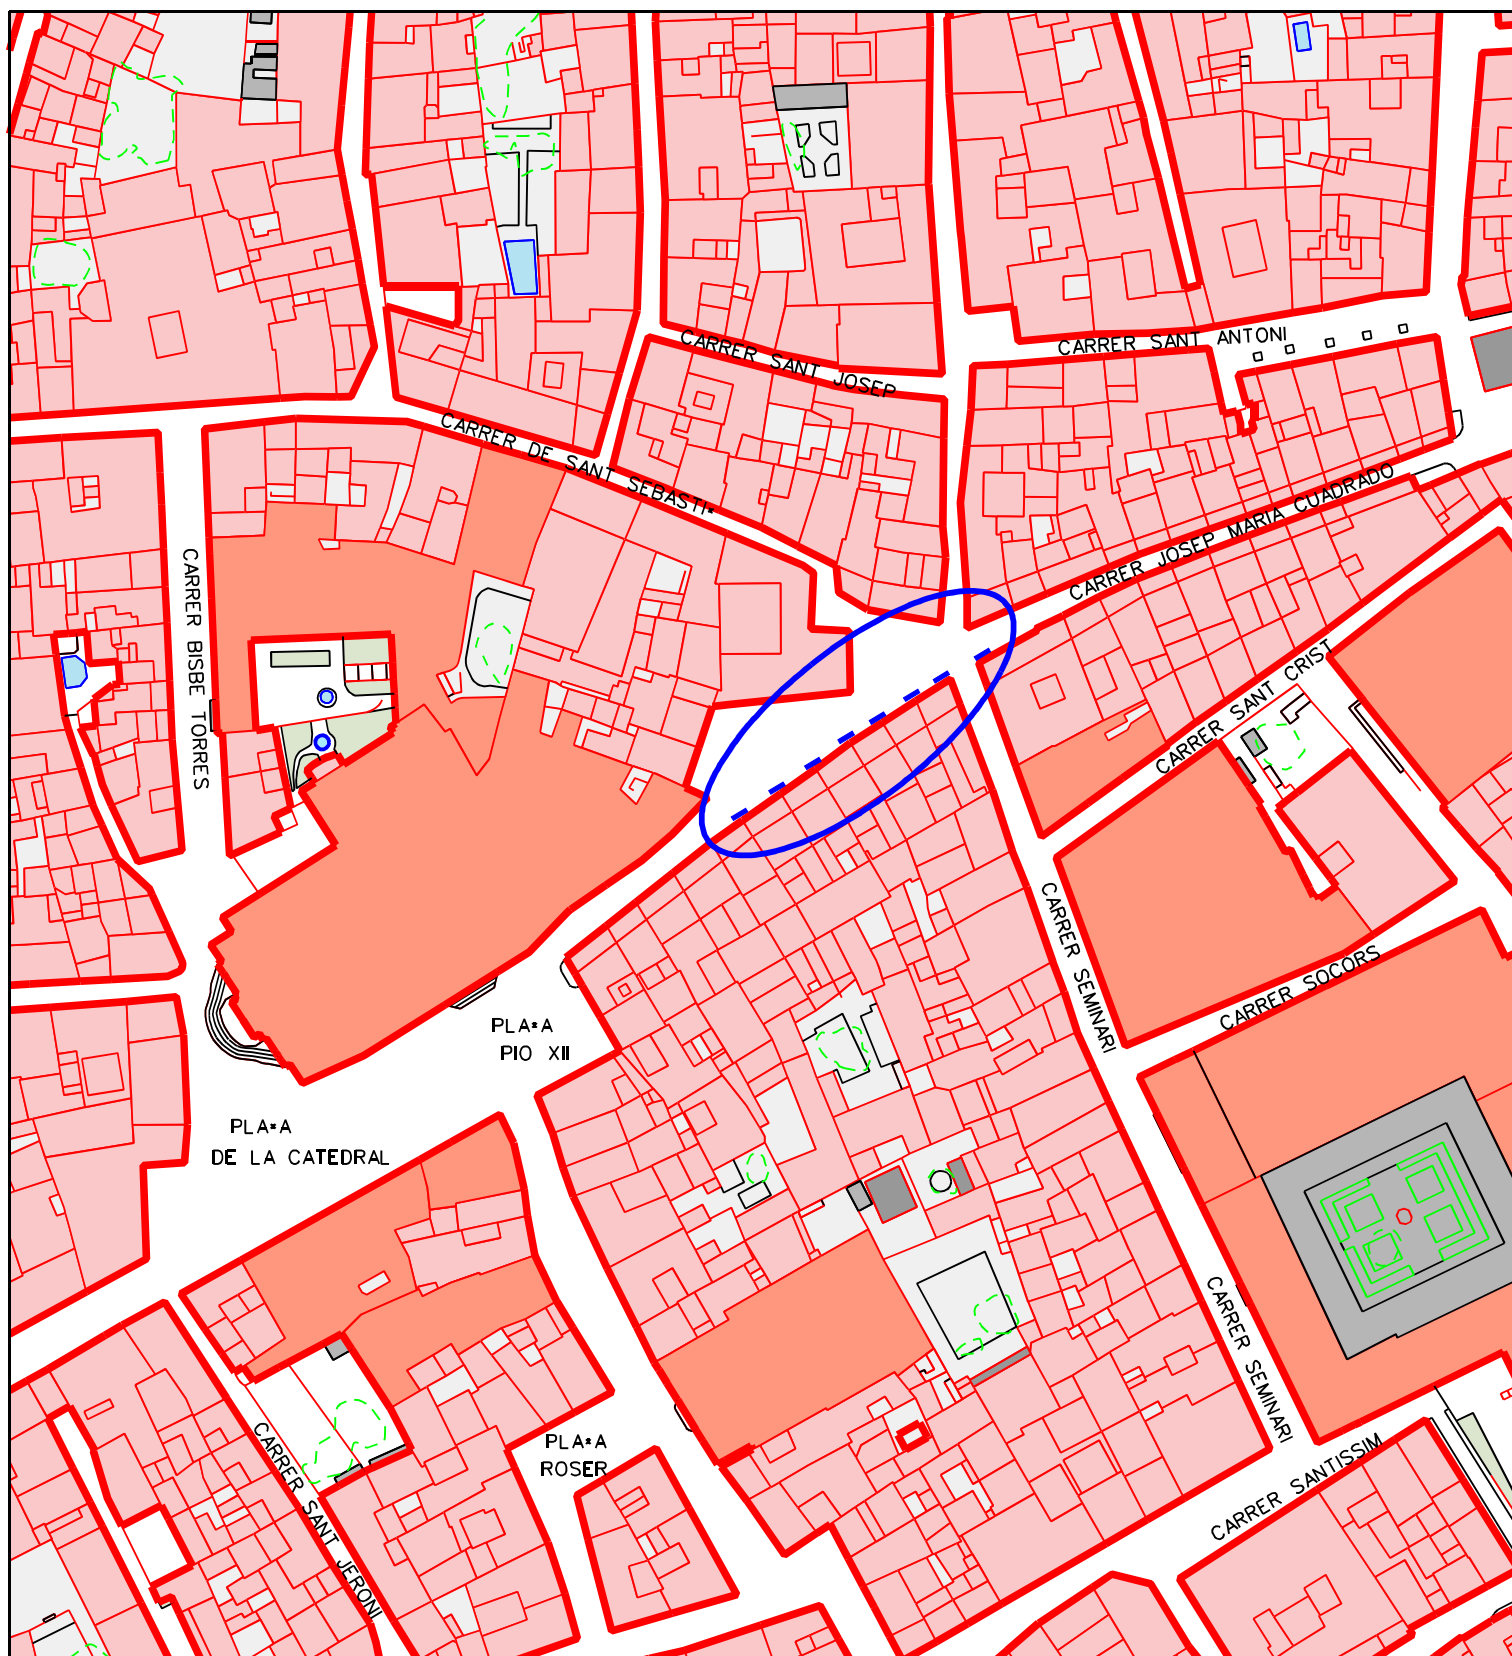 CARRER SANT ANTONI
CARRER SANT JOSEP
CARRER DE SANT SEBASTI*
CARRER JOSEP MARIA CUADRADO
CARRER BISBE TORRES
CARRER SANT CRIST
CARRER SEMINARI
CARRER SOCORS
PLA*A
PIO XII
PLA*A
DE LA CATEDRAL
CARRER SEMINARI
CARRER SANT JERONI
PLA*A
ROSER
CARRER SANTISSIM